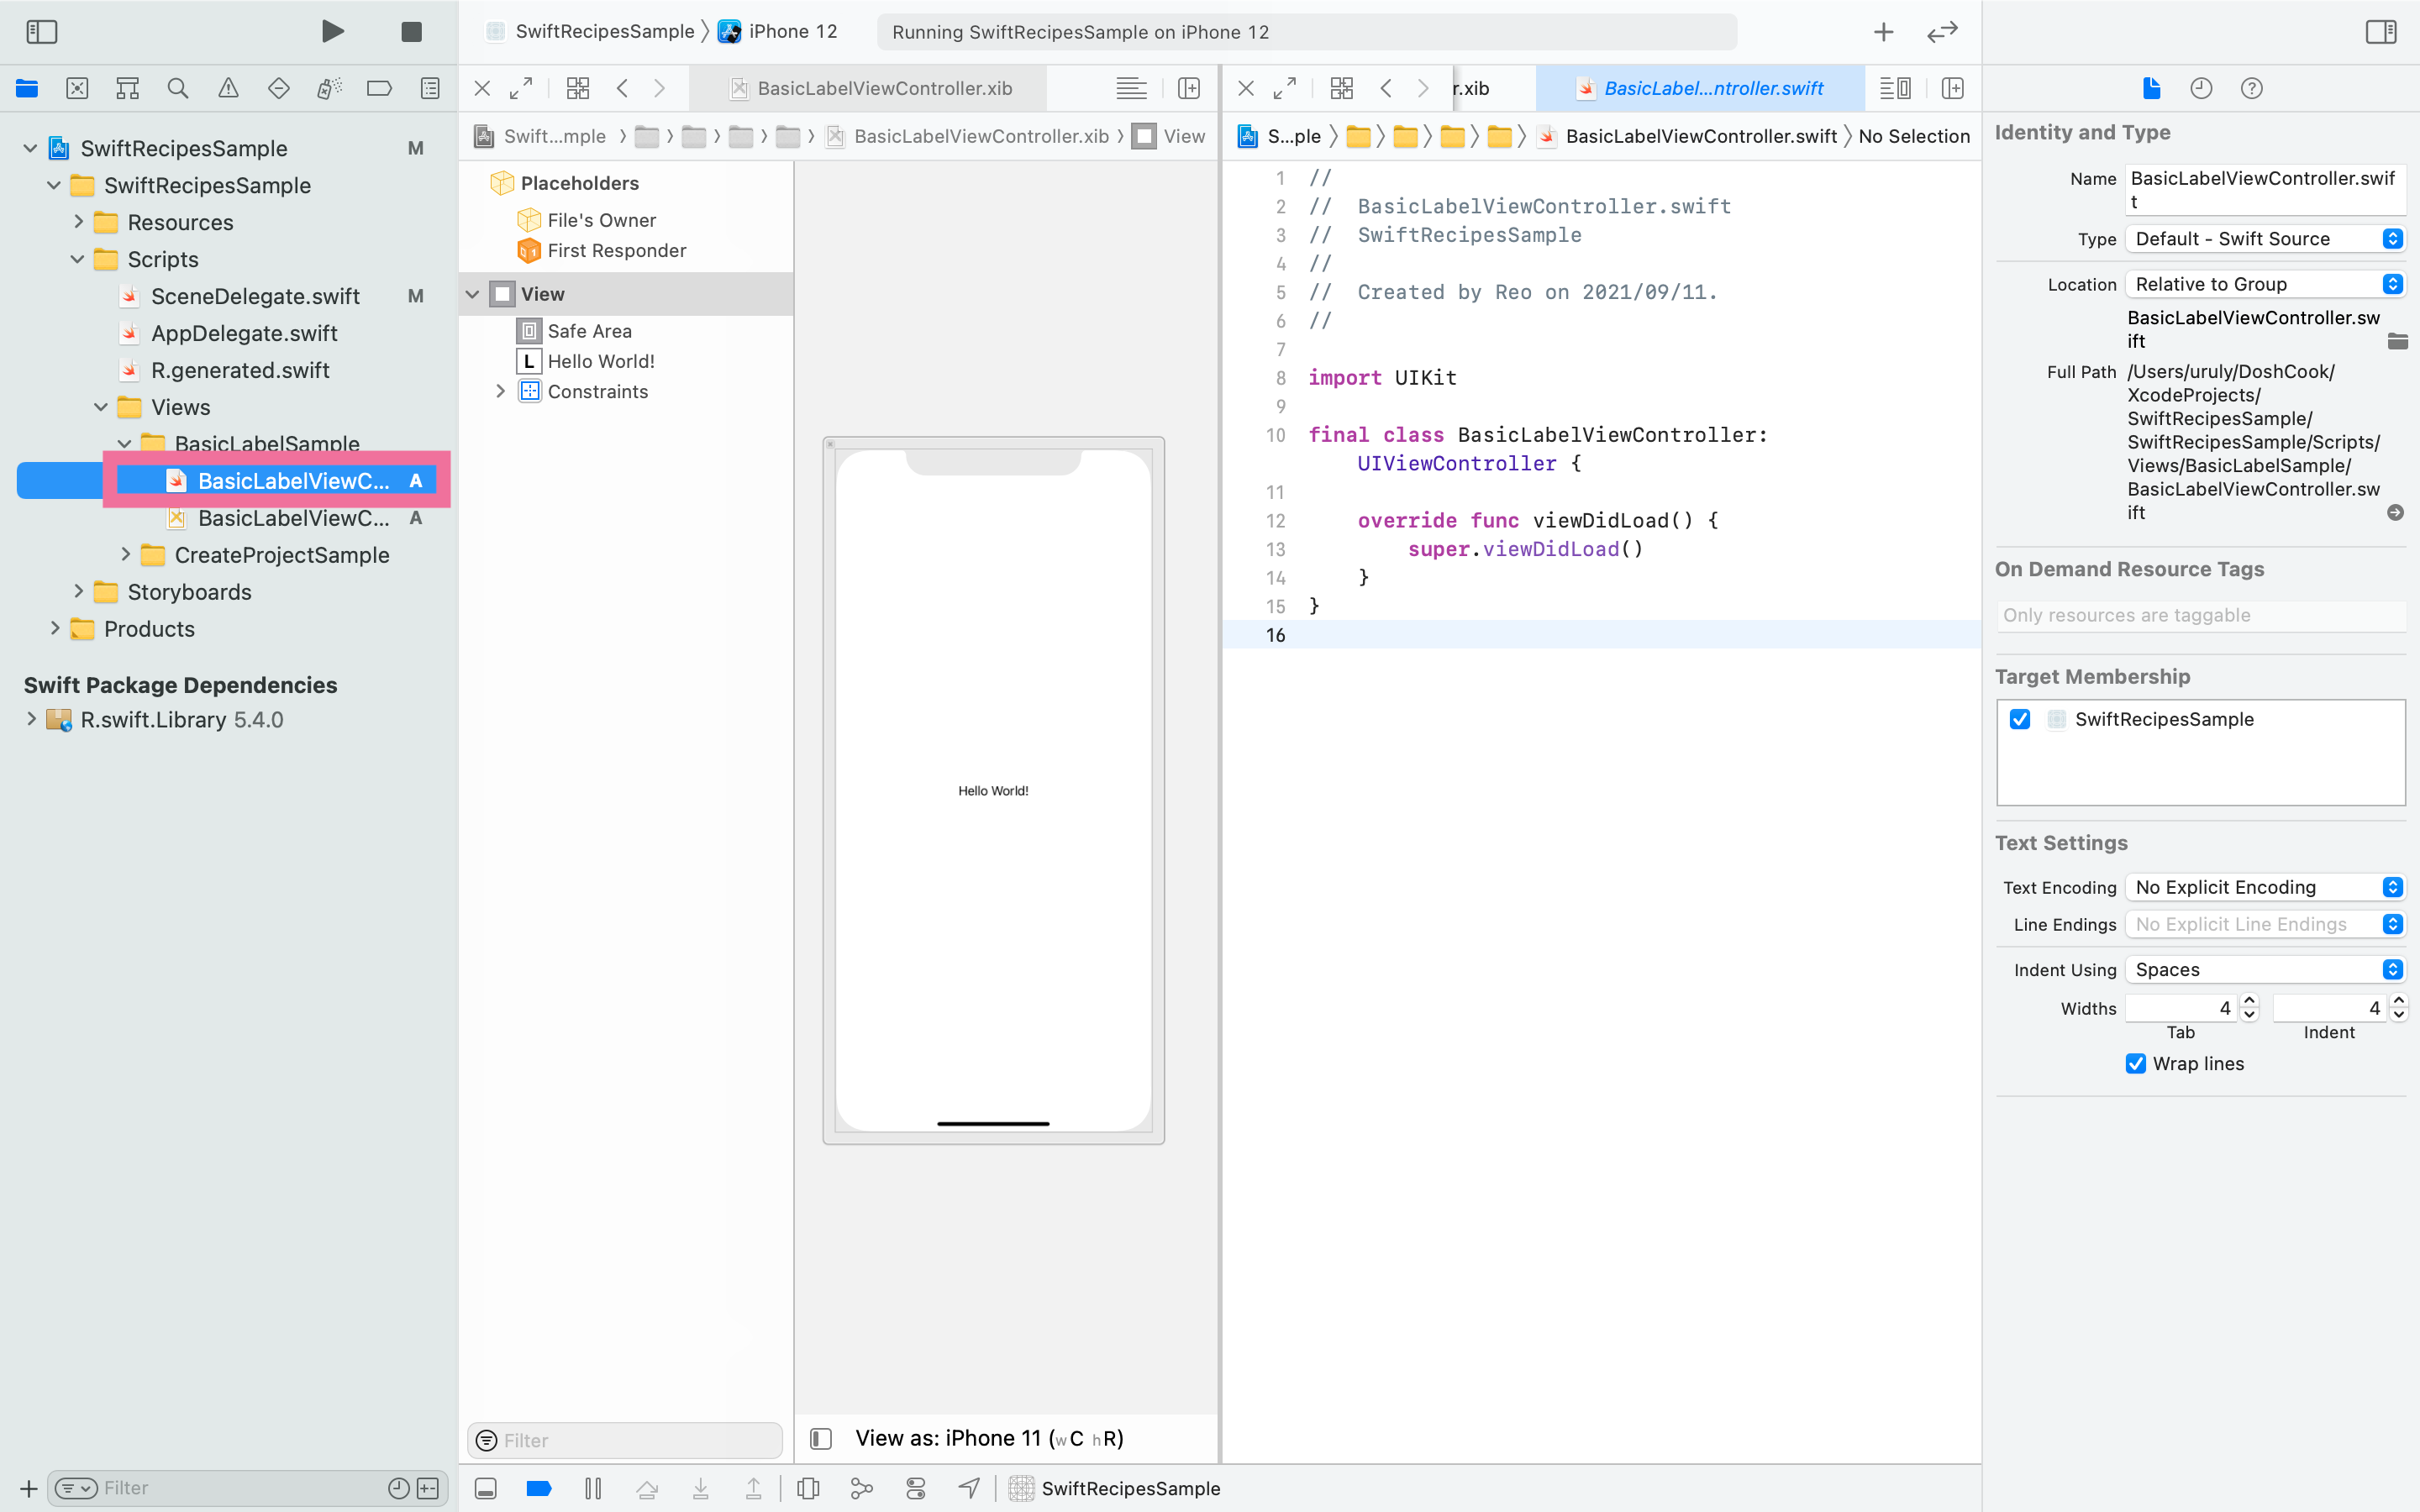 SwiftRecipesSample
iPhone 12
Running SwiftRecipesSample on iPhone 12
BasicLabelViewController.xib
r.xib
BasicLabel...ntroller.swift
SwiftRecipesSample
M
SwiftRecipesSample
Resources
Scripts
SceneDelegate.swift
M
AppDelegate.swift
R.generated.swift
Views
BasicLabelSample
BasicLabelViewC...
A
BasicLabelViewC...
A
CreateProjectSample
Storyboards
Products
Swift Package Dependencies
R.swift.Library 5.4.0
Filter
Swift...mple
BasicLabelViewController.xib
View
Placeholders
File's Owner
First Responder
View
Safe Area
L Hello World!
Constraints
Filter
Hello World!
View as: iPhone 11 (wC hR)
SwiftRecipesSample
S...ple
BasicLabelViewController.swift
No Selection
1 //
2 //  BasicLabelViewController.swift
3 //  SwiftRecipesSample
4 //
5 //  Created by Reo on 2021/09/11.
6 //
7
8 import UIKit
9
10 final class BasicLabelViewController:
UIViewController {
11
12 override func viewDidLoad() {
13 super.viewDidLoad()
14 }
15 }
16
Identity and Type
Name BasicLabelViewController.swif
t
Type Default - Swift Source
Location Relative to Group
BasicLabelViewController.sw
ift
Full Path /Users/uruly/DoshCook/
XcodeProjects/
SwiftRecipesSample/
SwiftRecipesSample/Scripts/
Views/BasicLabelSample/
BasicLabelViewController.sw
ift
On Demand Resource Tags
Only resources are taggable
Target Membership
SwiftRecipesSample
Text Settings
Text Encoding No Explicit Encoding
Line Endings No Explicit Line Endings
Indent Using Spaces
Widths 4 4
Tab Indent
Wrap lines